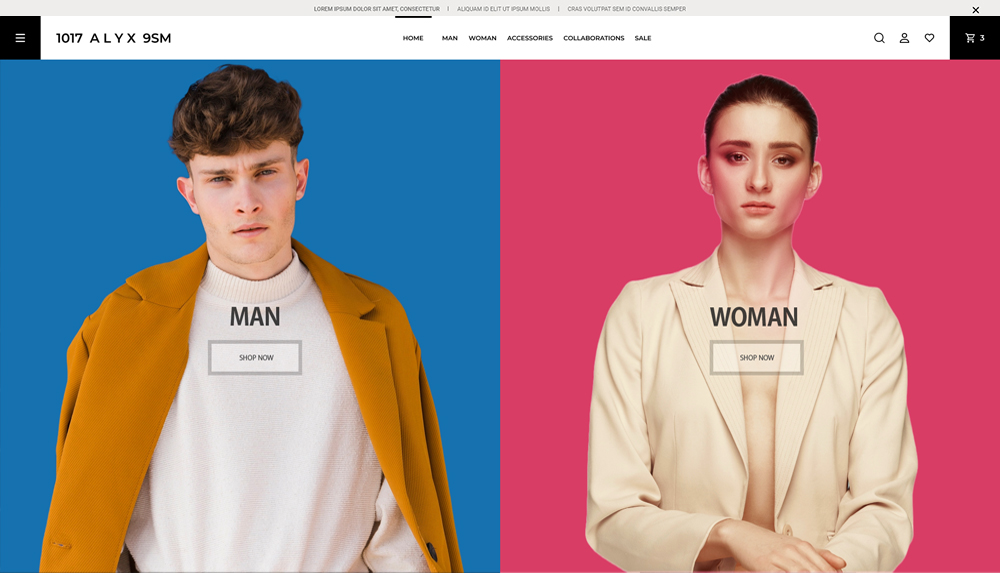 LOREM IPSUM DOLOR SIT AMET, CONSECTETUR | ALIQUAM ID ELIT UT IPSUM MOLLIS | CRAS VOLUTPAT SEM ID CONVALLIS SEMPER
1017 ALYX 9SM HOME MAN WOMAN ACCESSORIES COLLABORATIONS SALE 3
MAN
SHOP NOW
WOMAN
SHOP NOW